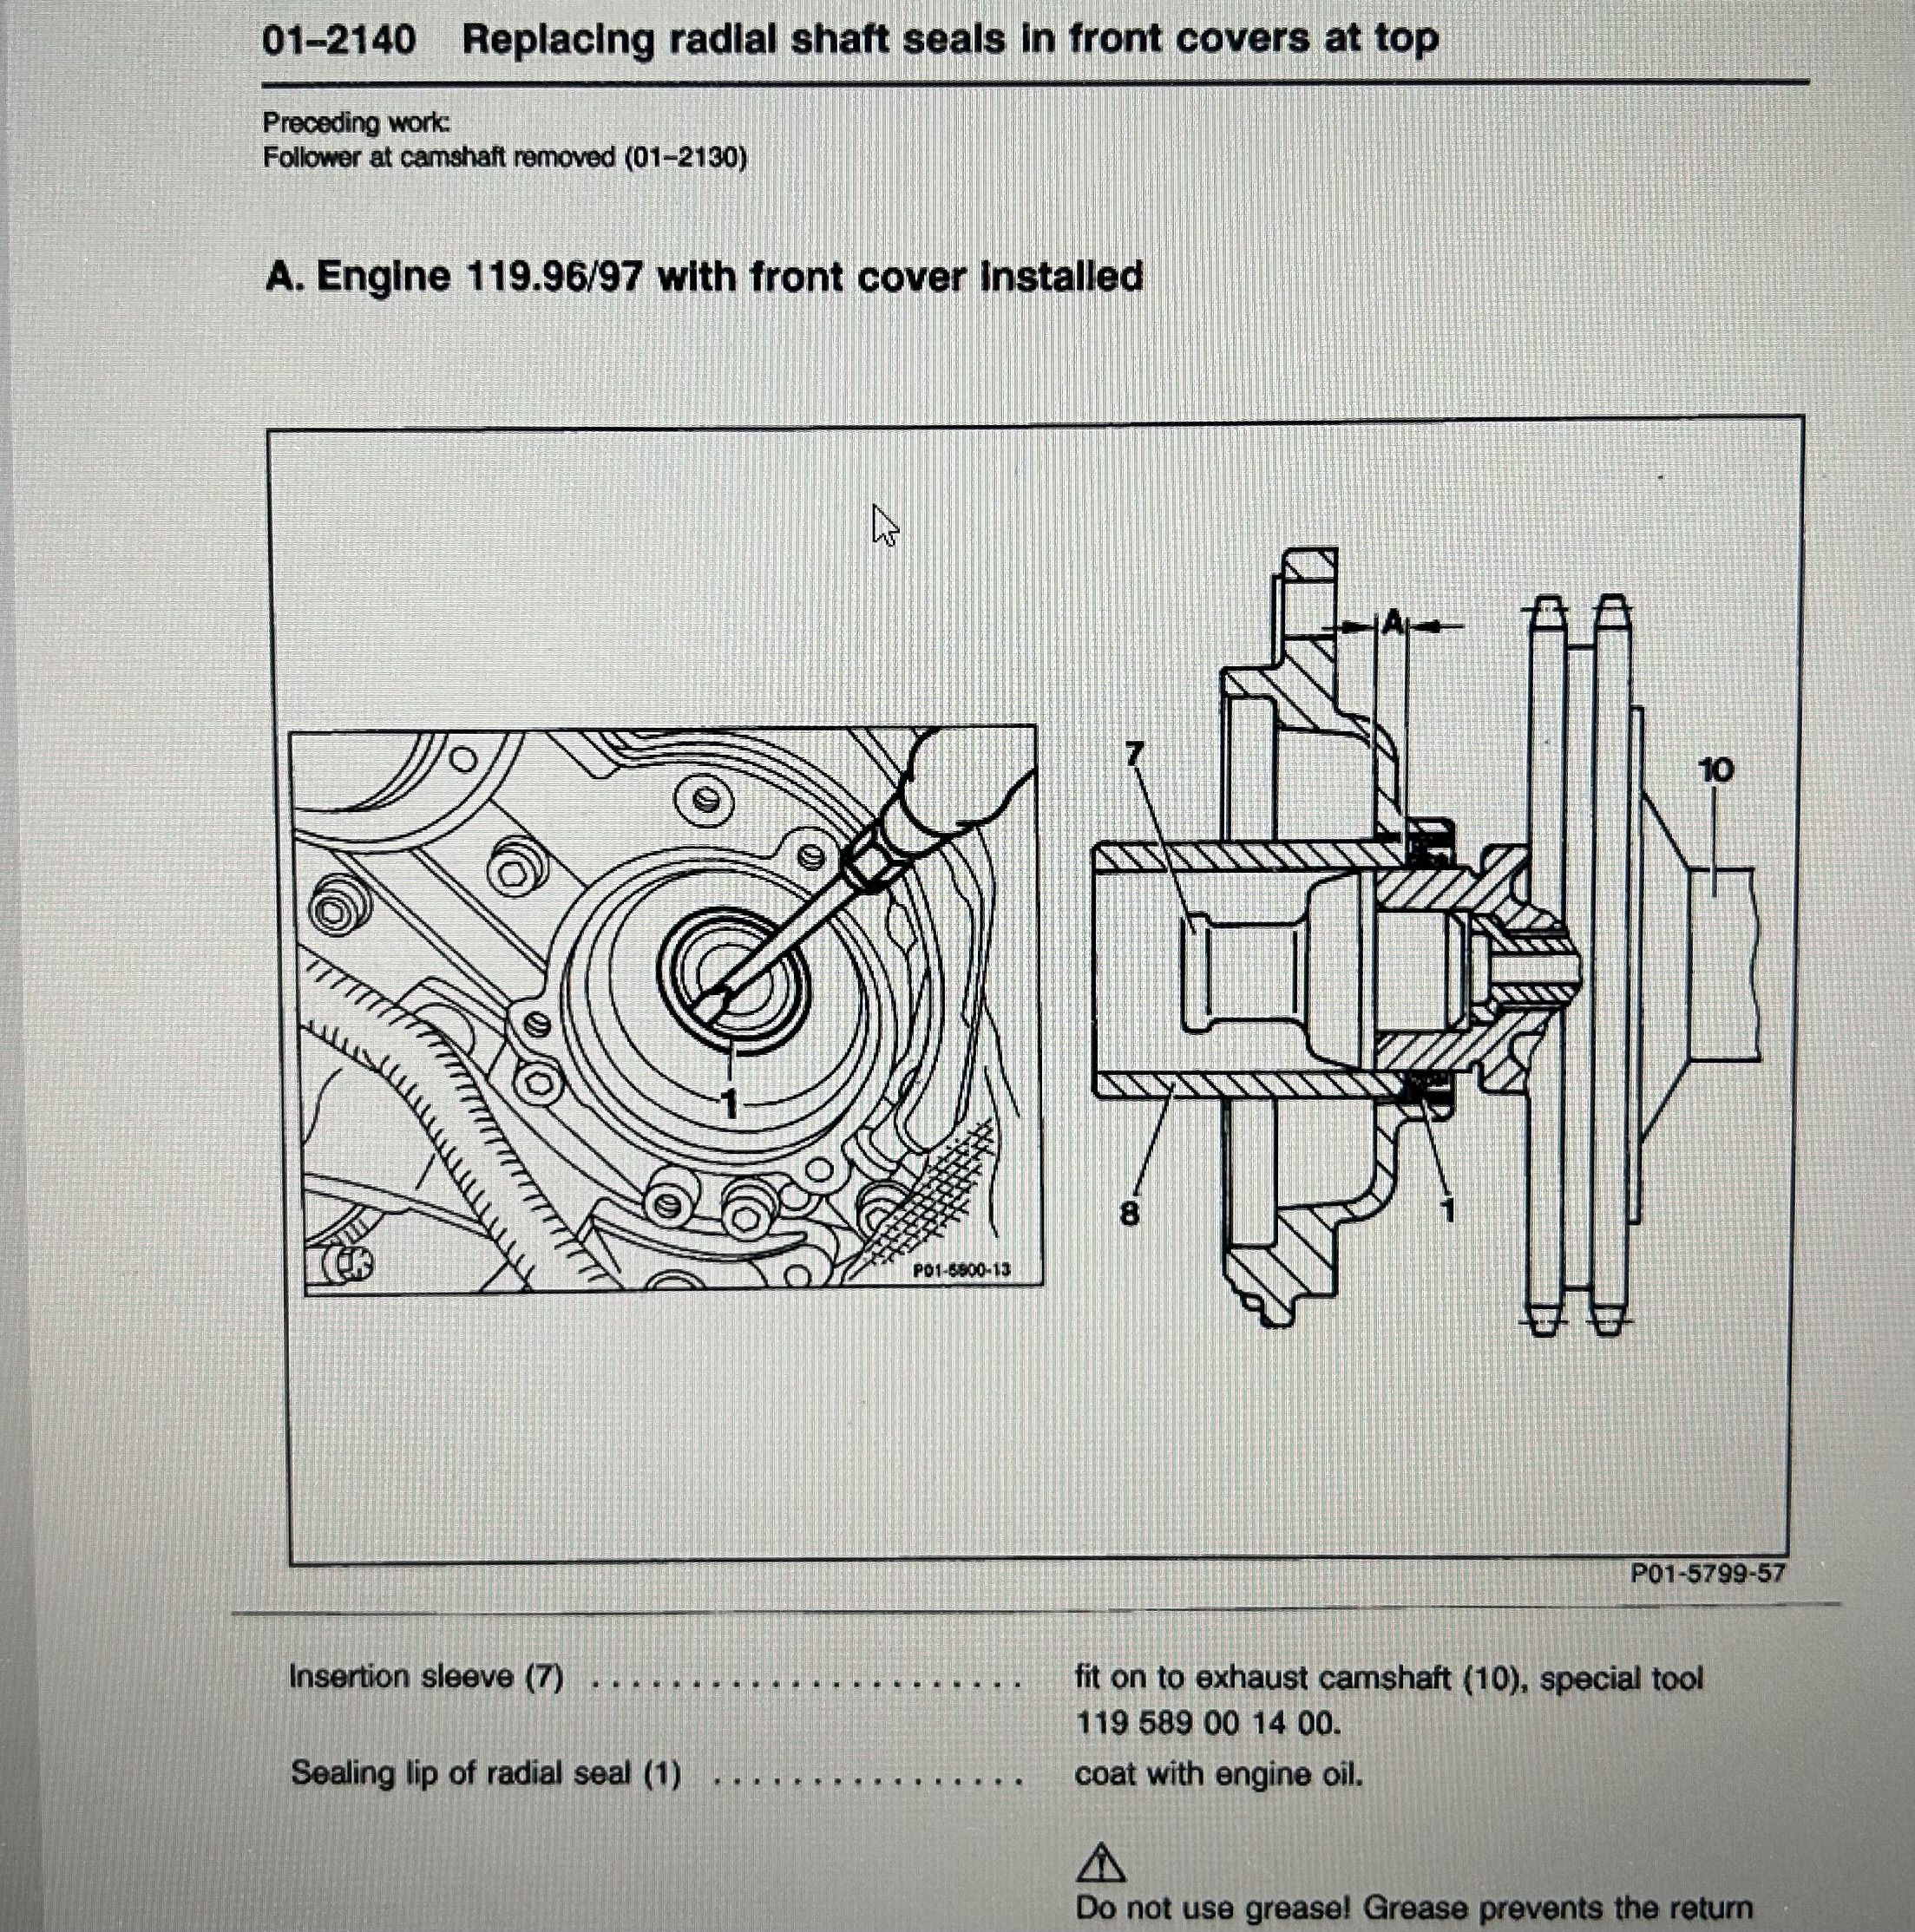 01–2140 Replacing radial shaft seals in front covers at top
Preceding work:
Follower at camshaft removed (01–2130)
A. Engine 119.96/97 with front cover installed
A
7
10
1
8
1
P01-5800-13
P01-5799-57
Insertion sleeve (7) . . . . . . . . . . . . . . . . . . . . . . fit on to exhaust camshaft (10), special tool
119 589 00 14 00.
Sealing lip of radial seal (1) . . . . . . . . . . . . . . . . coat with engine oil.
Do not use grease! Grease prevents the return